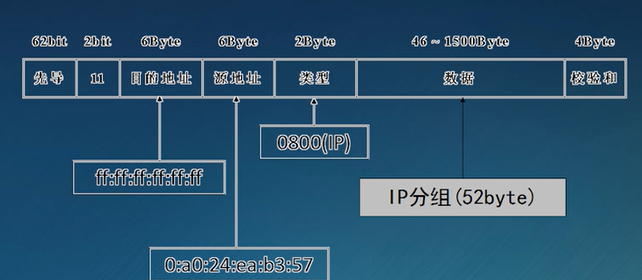 62bit 2bit 6Byte 6Byte 2Byte 46~1500Byte 4Byte
先导 11 目的地址 源地址 类型 数据 校验和
0800(IP)
ff:ff:ff:ff:ff:ff
IP分组(52byte)
0:a0:24:ea:b3:57